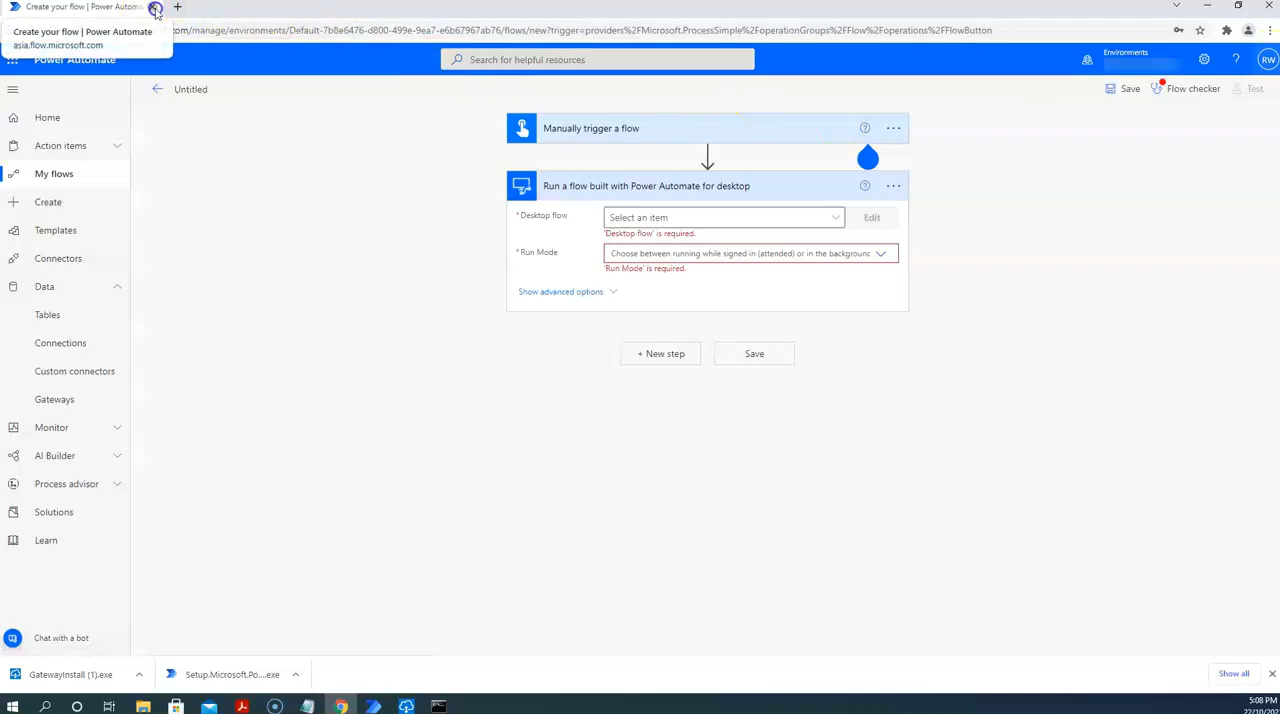 Create your flow | Power Automa
Create your flow | Power Automate
asia.flow.microsoft.com
.com/manage/environments/Default-7b8e6476-d800-499e-9ea7-e6b67967ab76/flows/new?trigger=providers%2FMicrosoft.ProcessSimple%2FoperationGroups%2FFlow%2Foperations%2FFlowButton
Power Automate
Search for helpful resources
Environments
RW
Untitled
Save
Flow checker
Test
Home
Action items
My flows
Create
Templates
Connectors
Data
Tables
Connections
Custom connectors
Gateways
Monitor
AI Builder
Process advisor
Solutions
Learn
Chat with a bot
Manually trigger a flow
Run a flow built with Power Automate for desktop
* Desktop flow
Select an item
Edit
'Desktop flow' is required.
* Run Mode
Choose between running while signed in (attended) or in the background
'Run Mode' is required.
Show advanced options
+ New step
Save
GatewayInstall (1).exe
Setup.Microsoft.Po....exe
Show all
5:08 PM
22/10/202